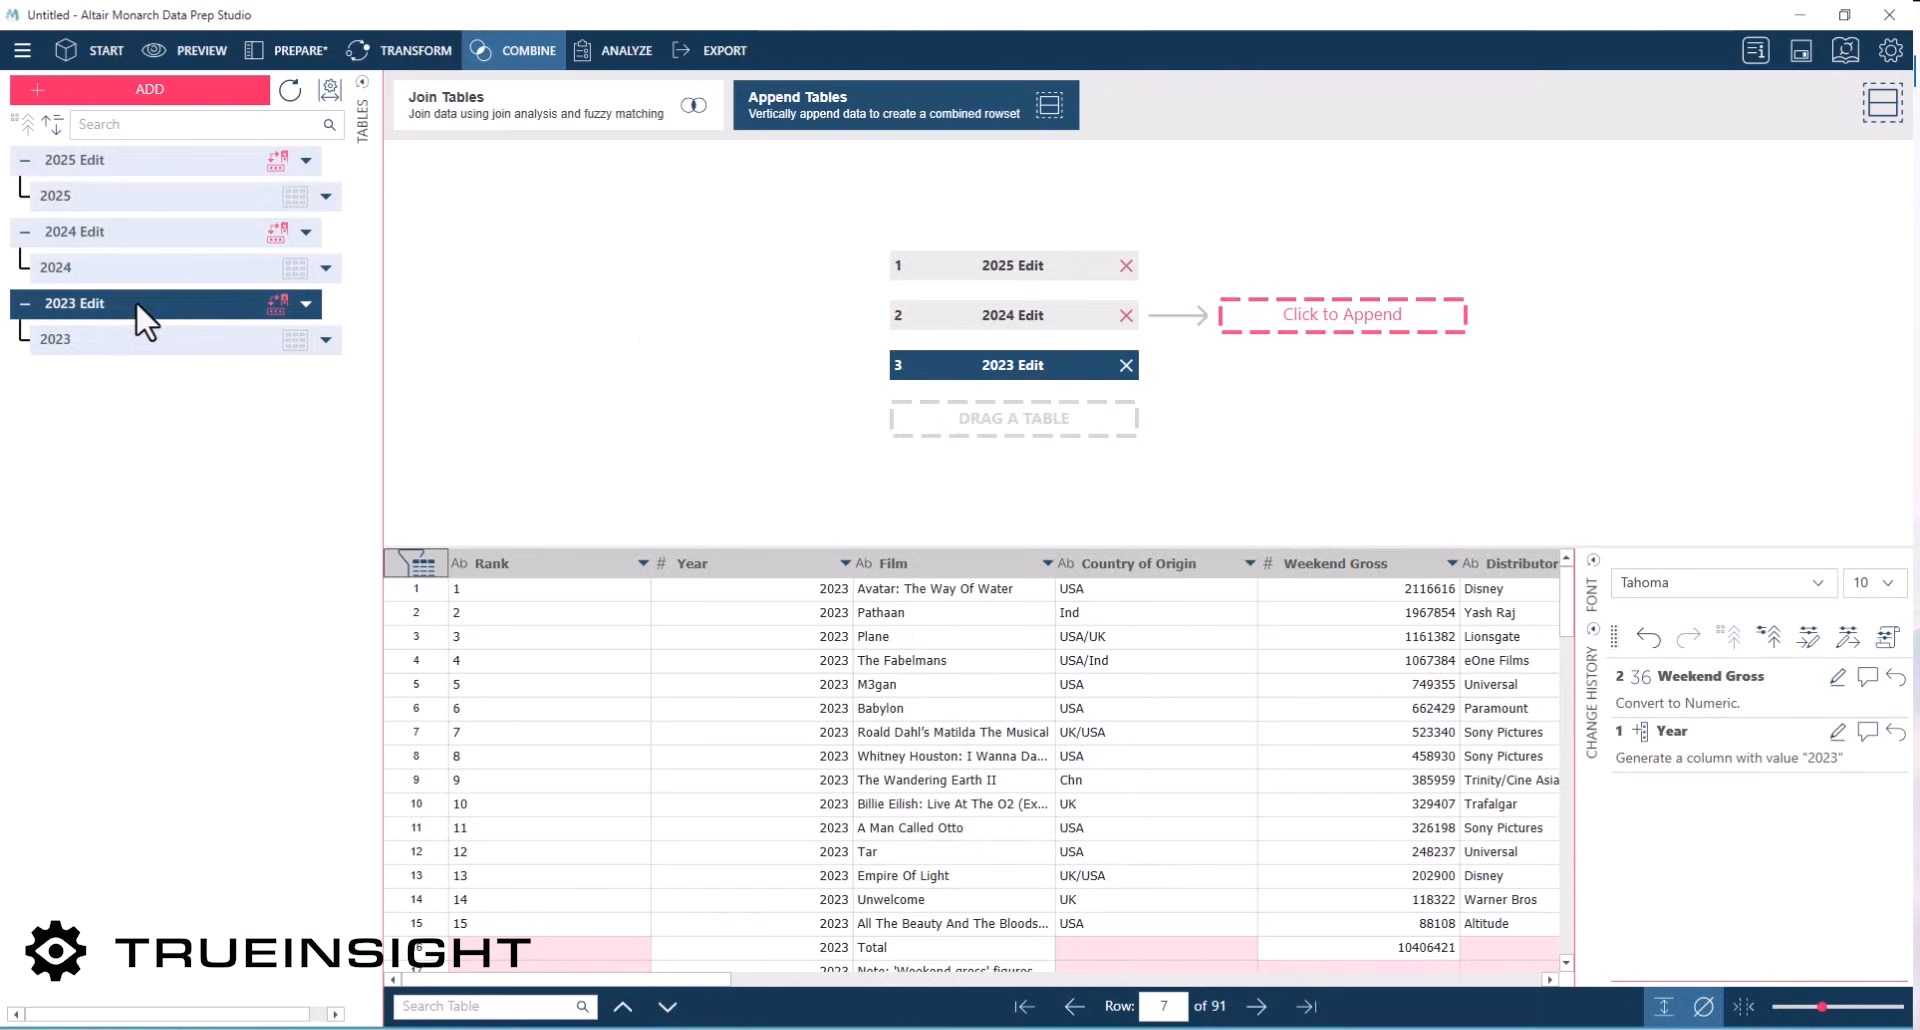 Untitled - Altair Monarch Data Prep Studio
START PREVIEW PREPARE* TRANSFORM COMBINE ANALYZE EXPORT
ADD
Search
TABLES
2025 Edit
2025
2024 Edit
2024
2023 Edit
2023
Join Tables
Join data using join analysis and fuzzy matching
Append Tables
Vertically append data to create a combined rowset
1 2025 Edit
2 2024 Edit
Click to Append
3 2023 Edit
DRAG A TABLE
Ab Rank # Year Ab Film Ab Country of Origin # Weekend Gross Ab Distributor
1 1 2023 Avatar: The Way Of Water USA 2116616 Disney
2 2 2023 Pathaan Ind 1967854 Yash Raj
3 3 2023 Plane USA/UK 1161382 Lionsgate
4 4 2023 The Fabelmans USA/Ind 1067384 eOne Films
5 5 2023 M3gan USA 749355 Universal
6 6 2023 Babylon USA 662429 Paramount
7 7 2023 Roald Dahl’s Matilda The Musical UK/USA 523340 Sony Pictures
8 8 2023 Whitney Houston: I Wanna Da... USA 458930 Sony Pictures
9 9 2023 The Wandering Earth II Chn 385959 Trinity/Cine Asia
10 10 2023 Billie Eilish: Live At The O2 (Ex... UK 329407 Trafalgar
11 11 2023 A Man Called Otto USA 326198 Sony Pictures
12 12 2023 Tar USA 248237 Universal
13 13 2023 Empire Of Light UK/USA 202900 Disney
14 14 2023 Unwelcome UK 118322 Warner Bros
15 15 2023 All The Beauty And The Bloods... USA 88108 Altitude
2023 Total 10406421
17 2023 Note: 'Weekend gross' figures
FONT
Tahoma 10
CHANGE HISTORY
2 36 Weekend Gross
Convert to Numeric.
1 Year
Generate a column with value "2023"
TRUEINSIGHT
Search Table
Row: 7 of 91